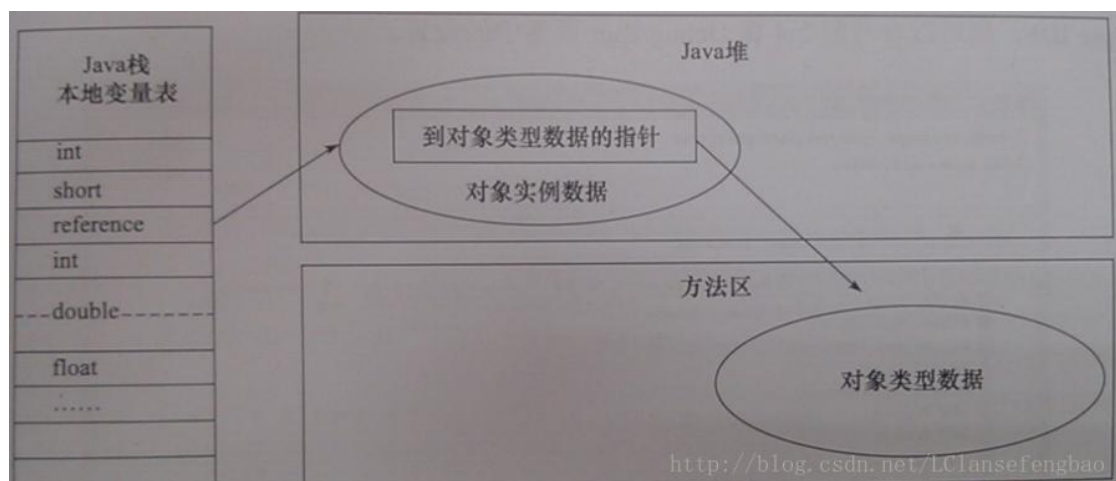 Java栈
本地变量表
int
short
reference
int
double
float
……
Java堆
到对象类型数据的指针
对象实例数据
方法区
对象类型数据
http://blog.csdn.net/LClansefengbao